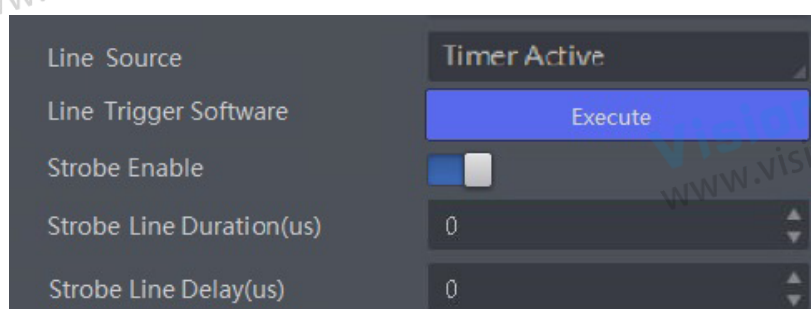 Line Source
Timer Active
Line Trigger Software
Execute
Strobe Enable
Strobe Line Duration(us)
0
Strobe Line Delay(us)
0